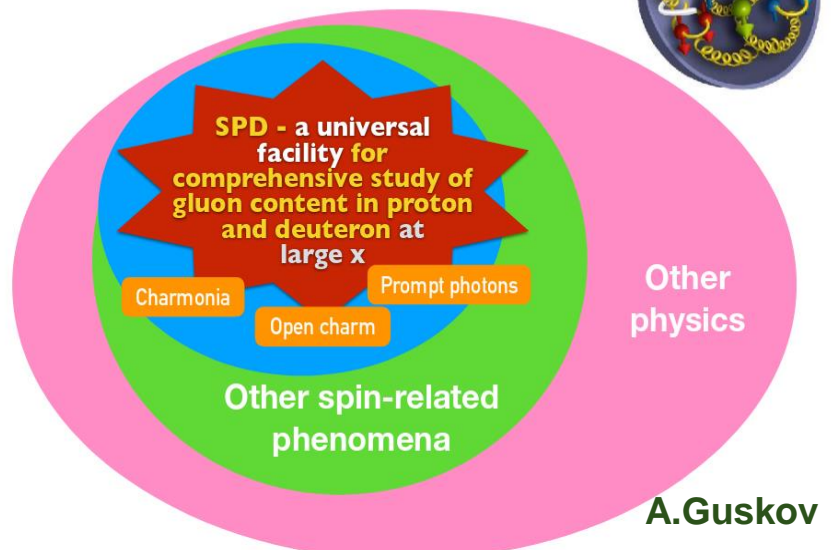 SPD - a universal
facility for
comprehensive study of
gluon content in proton
and deuteron at
large x
Prompt photons
Charmonia
Open charm
Other
physics
Other spin-related
phenomena
A.Guskov